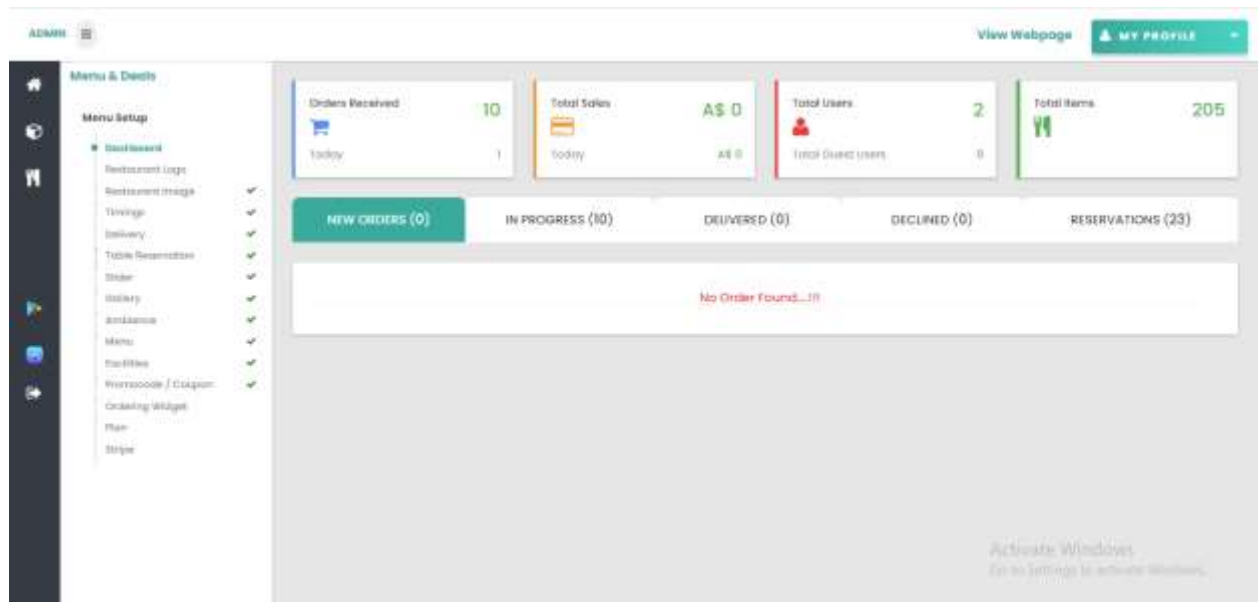 ADMIN
View Webpage
MY PROFILE
Menu & Deals
Menu Setup
Dashboard
Restaurant Logo
Restaurant Image
Timings
Delivery
Table Reservation
Slider
Gallery
Ambiance
Menu
Facilities
Promocode / Coupon
Ordering Widget
Plan
Stripe
Orders Received 10
Today 1
Total Sales A$ 0
Today A$ 0
Total Users 2
Total Guest Users 0
Total Items 205
NEW ORDERS (0) IN PROGRESS (10) DELIVERED (0) DECLINED (0) RESERVATIONS (23)
No Order Found...!!!
Activate Windows
Go to Settings to activate Windows.